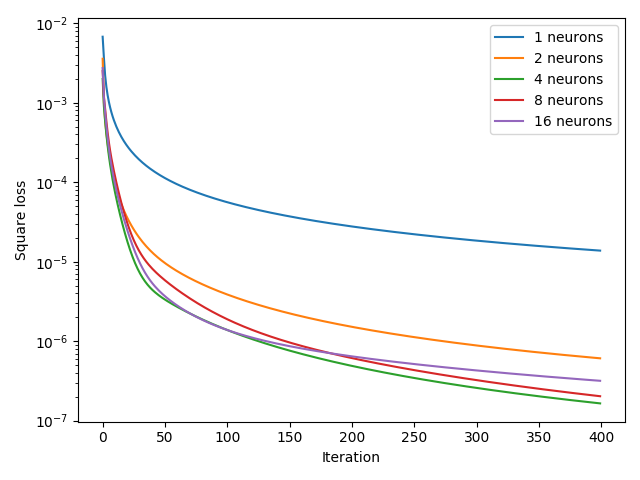 10⁻²
10⁻³
10⁻⁴
10⁻⁵
10⁻⁶
10⁻⁷
Square loss
1 neurons
2 neurons
4 neurons
8 neurons
16 neurons
0 50 100 150 200 250 300 350 400
Iteration